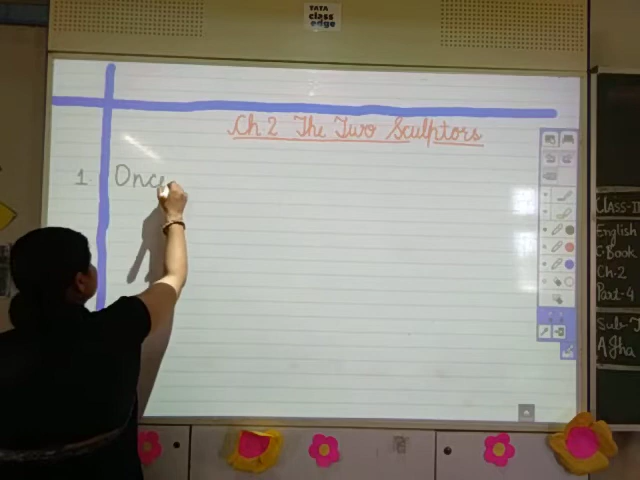 TATA
class
edge
Ch 2 The Two Sculptors
1. Once
CLASS-II
English
C.Book
Ch-2
Part-4
Sub-